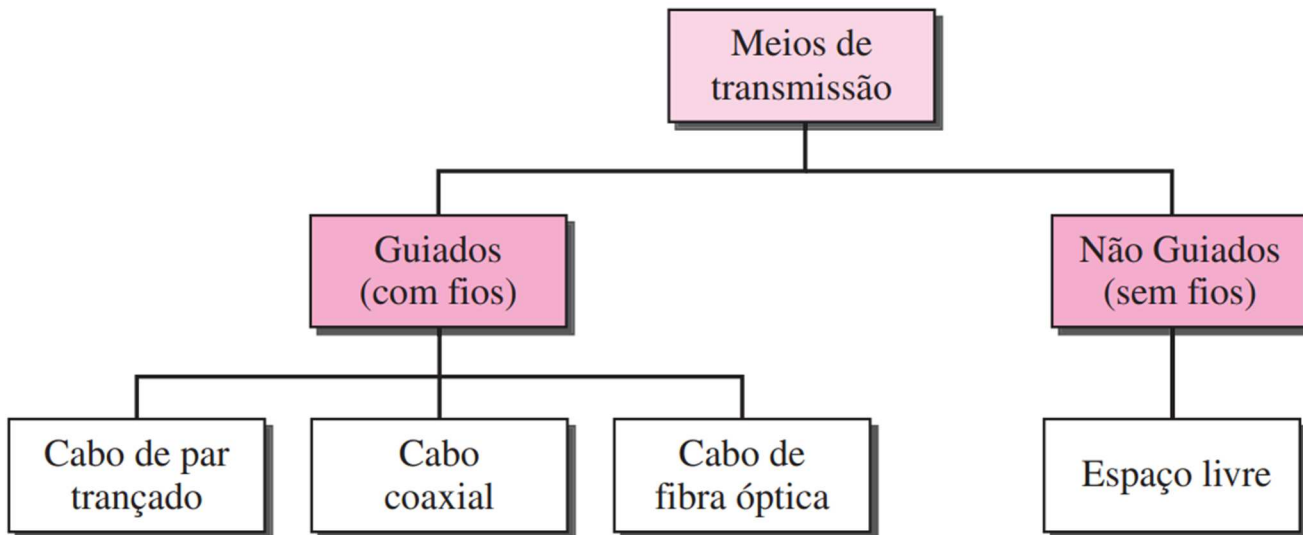 Meios de
transmissão
Guiados
(com fios)
Não Guiados
(sem fios)
Cabo de par
trançado
Cabo
coaxial
Cabo de
fibra óptica
Espaço livre